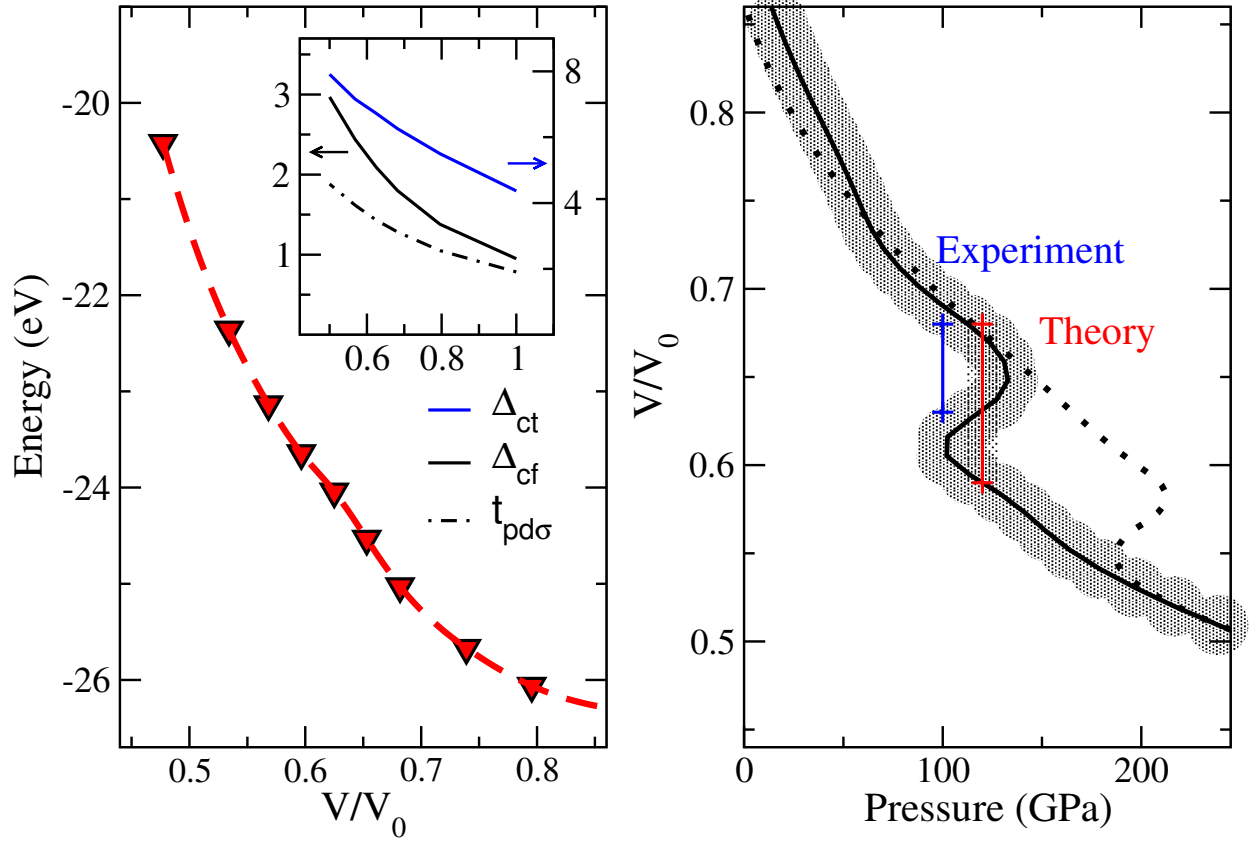 Energy (eV)
-20
-22
-24
-26
0.5 0.6 0.7 0.8
V/V0
3
2
1
8
4
0.6 0.8 1
Δct
Δcf
tpdσ
V/V0
0.8
0.7
0.6
0.5
0 100 200
Pressure (GPa)
Experiment
Theory